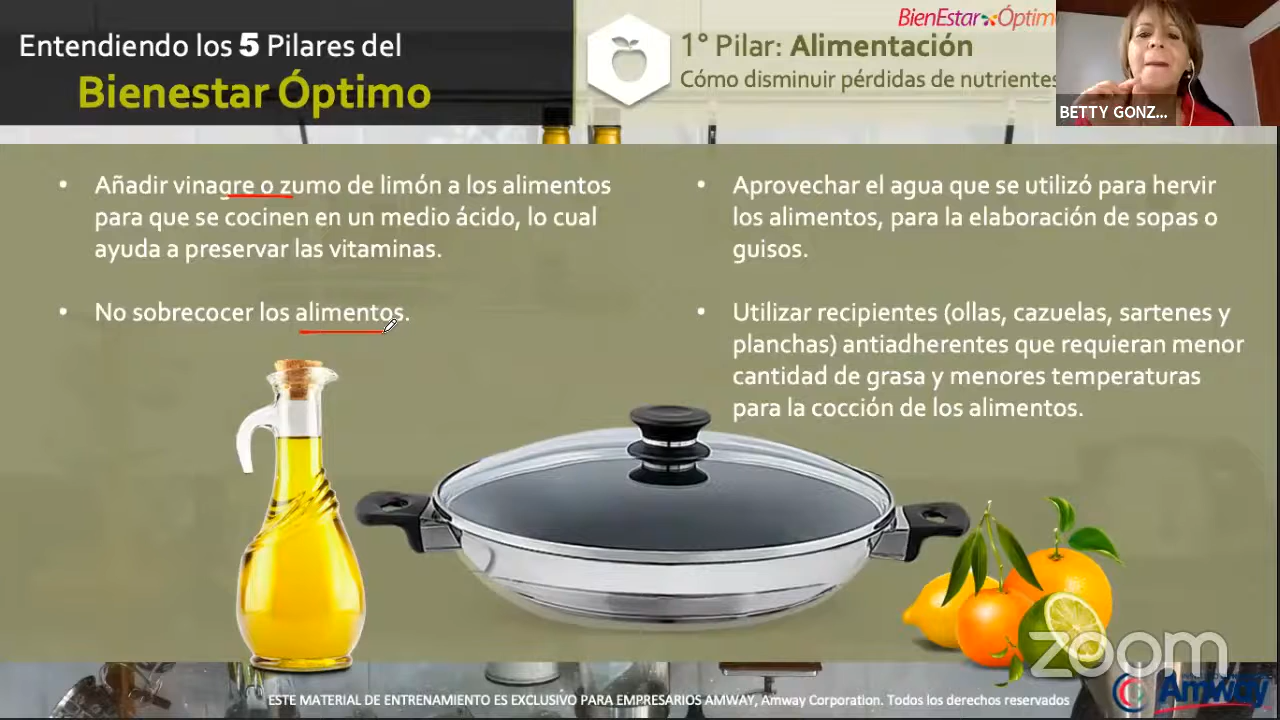 Entendiendo los 5 Pilares del
Bienestar Óptimo
BienEstar Óptim
1° Pilar: Alimentación
Cómo disminuir pérdidas de nutrientes
BETTY GONZ...
• Añadir vinagre o zumo de limón a los alimentos
para que se cocinen en un medio ácido, lo cual
ayuda a preservar las vitaminas.
• No sobrecocer los alimentos.
• Aprovechar el agua que se utilizó para hervir
los alimentos, para la elaboración de sopas o
guisos.
• Utilizar recipientes (ollas, cazuelas, sartenes y
planchas) antiadherentes que requieran menor
cantidad de grasa y menores temperaturas
para la cocción de los alimentos.
zoom
ESTE MATERIAL DE ENTRENAMIENTO ES EXCLUSIVO PARA EMPRESARIOS AMWAY, Amway Corporation. Todos los derechos reservados
Amway